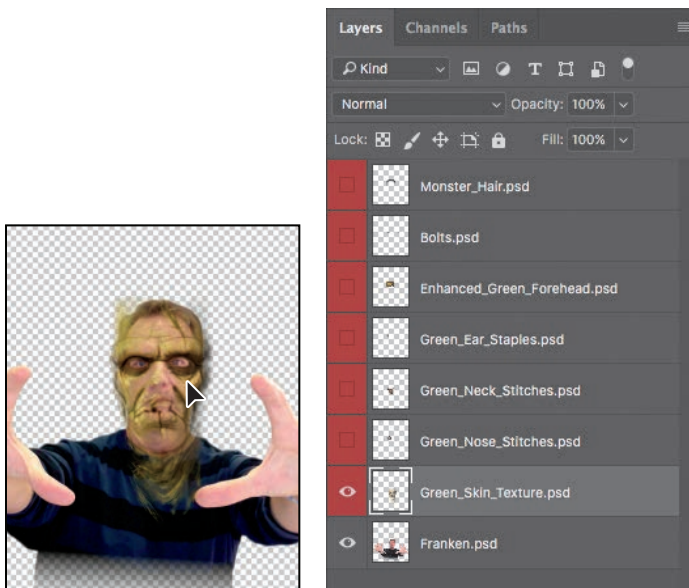 Layers Channels Paths
Kind
Normal Opacity: 100%
Lock: Fill: 100%
Monster_Hair.psd
Bolts.psd
Enhanced_Green_Forehead.psd
Green_Ear_Staples.psd
Green_Neck_Stitches.psd
Green_Nose_Stitches.psd
Green_Skin_Texture.psd
Franken.psd